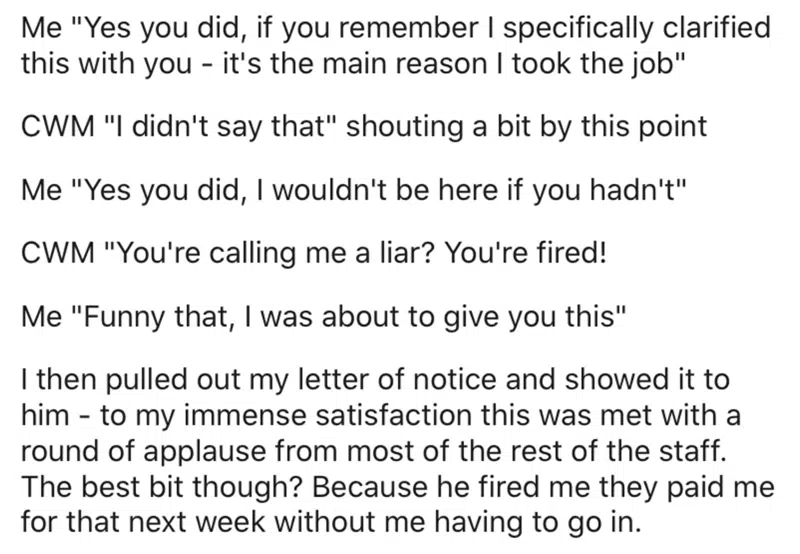 Me "Yes you did, if you remember I specifically clarified
this with you - it's the main reason I took the job"
CWM "I didn't say that" shouting a bit by this point
Me "Yes you did, I wouldn't be here if you hadn't"
CWM "You're calling me a liar? You're fired!
Me "Funny that, I was about to give you this"
I then pulled out my letter of notice and showed it to
him - to my immense satisfaction this was met with a
round of applause from most of the rest of the staff.
The best bit though? Because he fired me they paid me
for that next week without me having to go in.